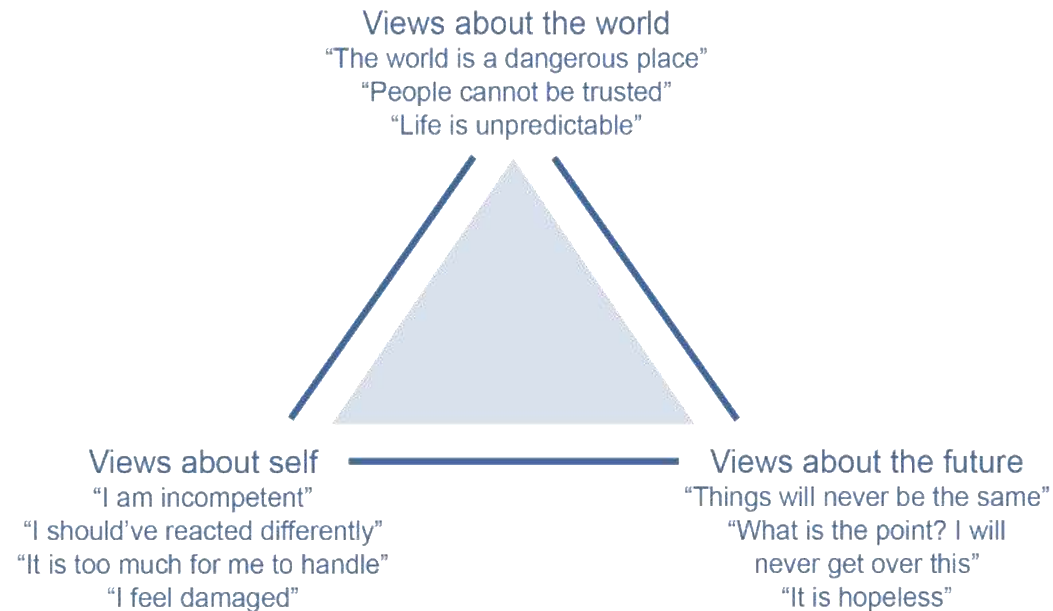 Views about the world
“The world is a dangerous place”
“People cannot be trusted”
“Life is unpredictable”
Views about self
“I am incompetent”
“I should’ve reacted differently”
“It is too much for me to handle”
“I feel damaged”
Views about the future
“Things will never be the same”
“What is the point? I will
never get over this”
“It is hopeless”